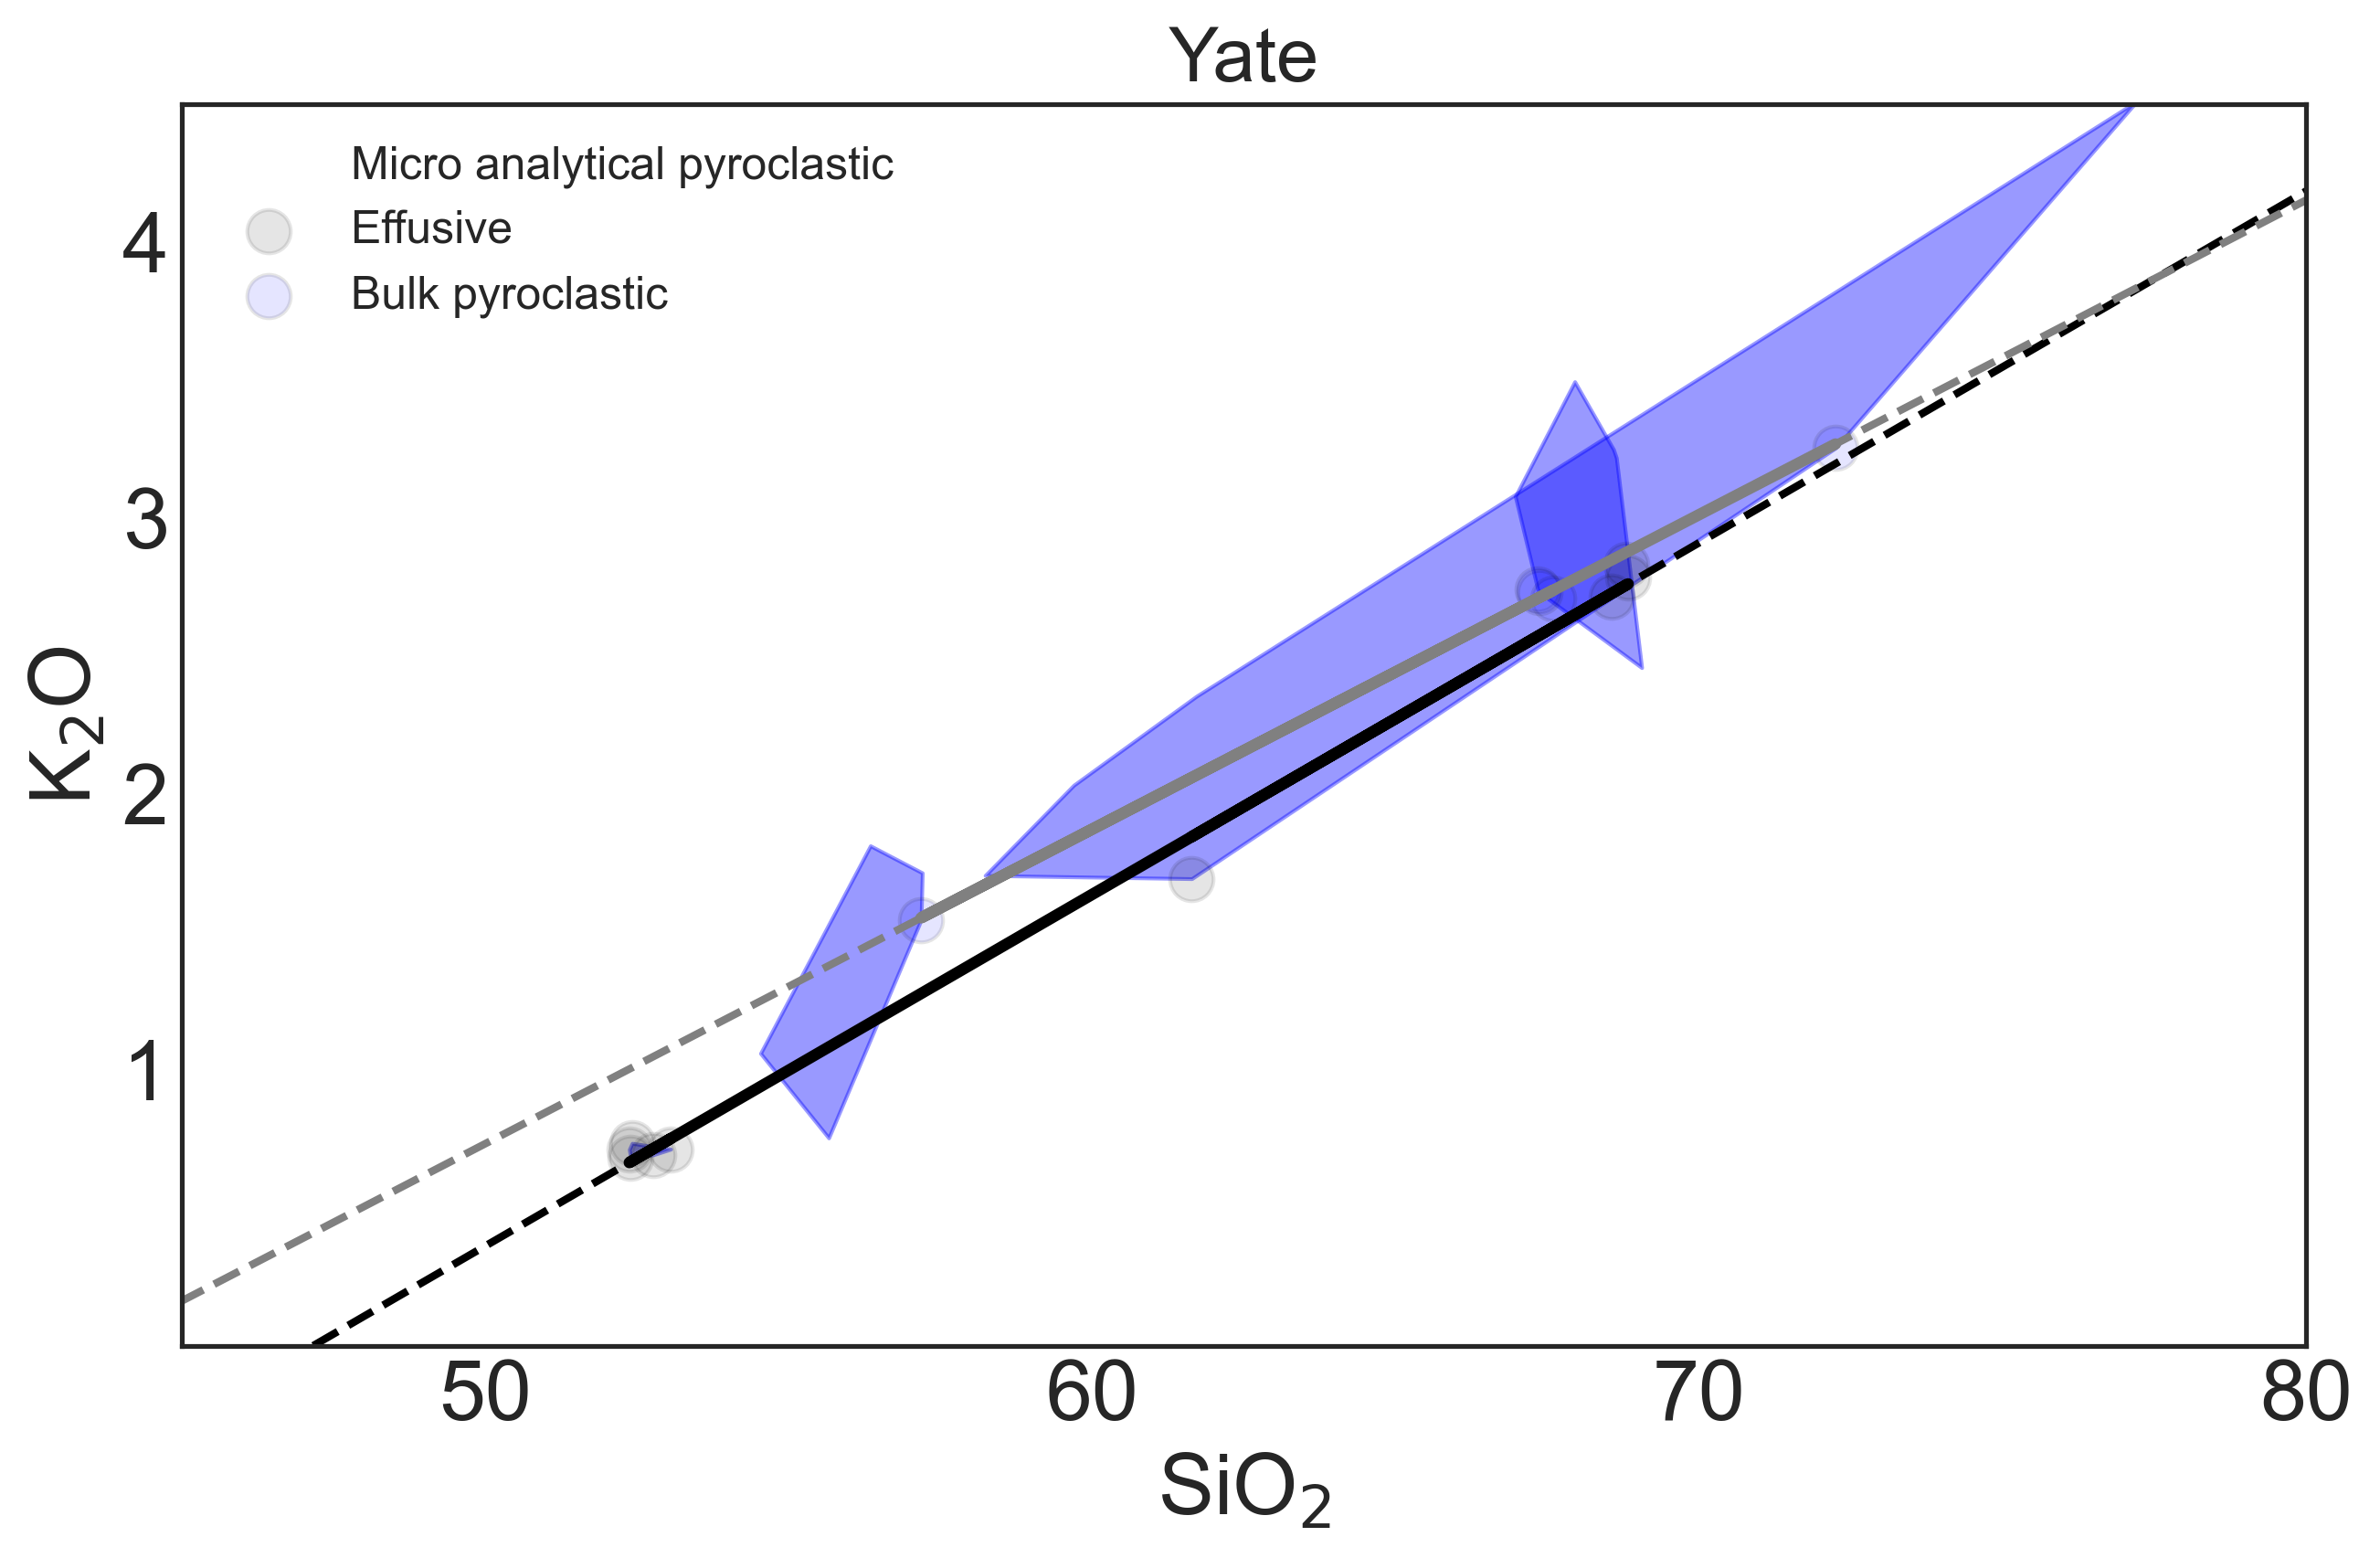 Yate
Micro analytical pyroclastic
Effusive
Bulk pyroclastic
4
3
2
1
K₂O
50 60 70 80
SiO₂